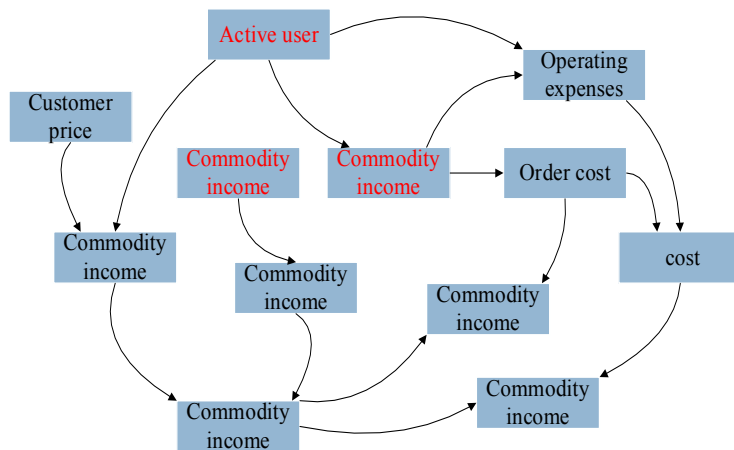 Active user
Operating
expenses
Customer
price
Commodity
income
Commodity
income
Order cost
Commodity
income
cost
Commodity
income
Commodity
income
Commodity
income
Commodity
income